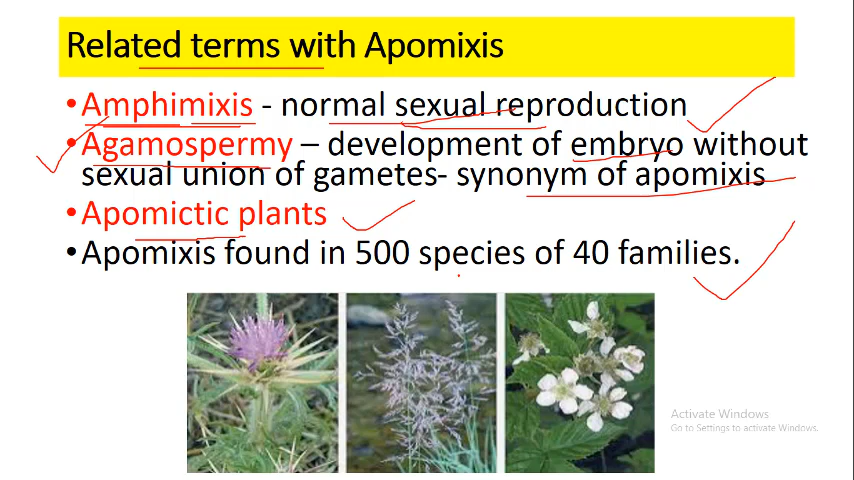 Related terms with Apomixis
•Amphimixis - normal sexual reproduction
•Agamospermy – development of embryo without
sexual union of gametes- synonym of apomixis
•Apomictic plants
•Apomixis found in 500 species of 40 families.
Activate Windows
Go to Settings to activate Windows.